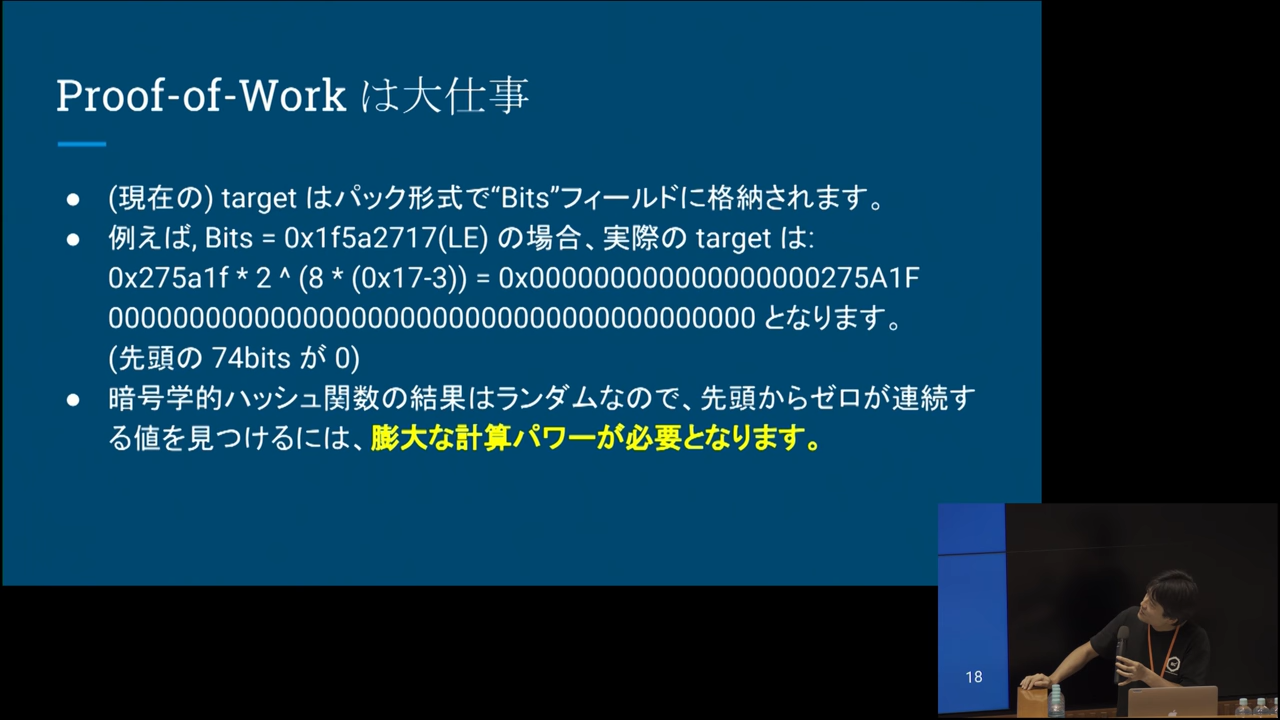 Proof-of-Work は大仕事
● (現在の) target はパック形式で“Bits”フィールドに格納されます。
● 例えば, Bits = 0x1f5a2717(LE) の場合、実際の target は:
0x275a1f * 2 ^ (8 * (0x17-3)) = 0x000000000000000000275A1F
0000000000000000000000000000000000000000 となります。
(先頭の 74bits が 0)
● 暗号学的ハッシュ関数の結果はランダムなので、先頭からゼロが連続す
る値を見つけるには、膨大な計算パワーが必要となります。
18